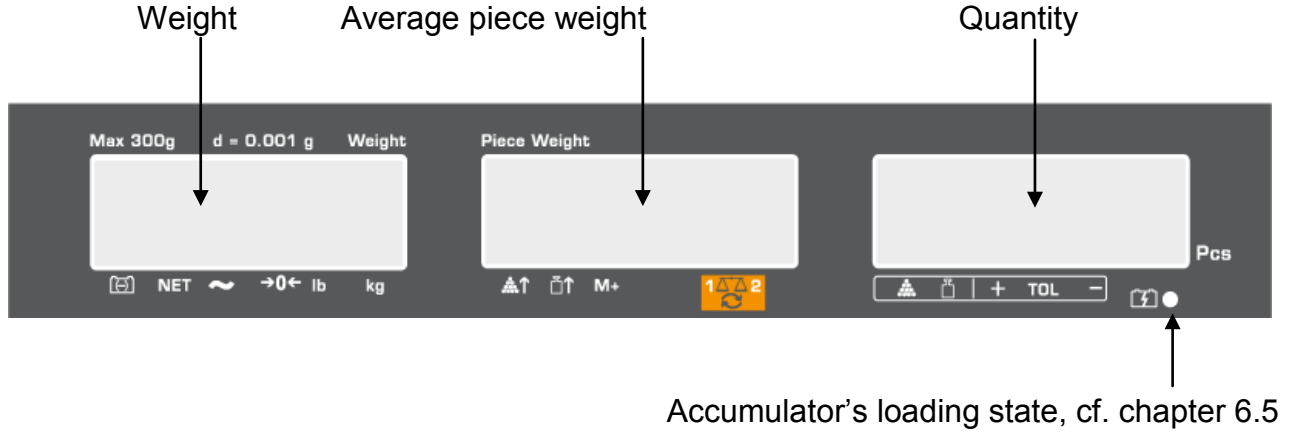 Weight Average piece weight Quantity
Max 300g d = 0.001 g Weight Piece Weight
Pcs
NET →0← lb kg M+ 1 2 + TOL −
Accumulator’s loading state, cf. chapter 6.5